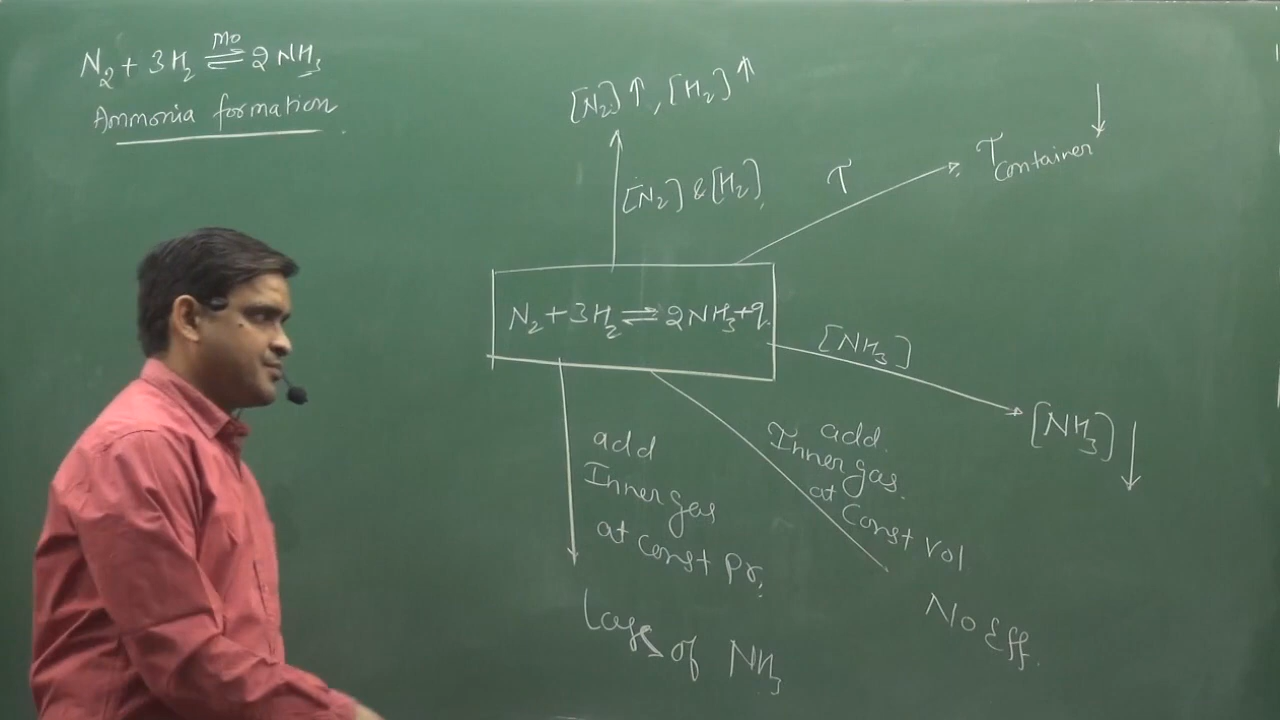 N₂ + 3H₂ ⇌ 2NH₃
Mo
Ammonia formation.
[N₂]↑, [H₂]↑
[N₂] & [H₂]
T
T Container ↓
N₂ + 3H₂ ⇌ 2NH₃ + q.
[NH₃]
[NH₃] ↓
add
Inner gas
at Const Pr.
of NH₃
add.
Inner gas.
at Const Vol
No Eff.